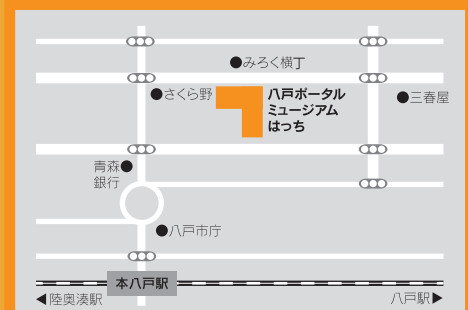 ●みろく横丁
●さくら野
八戸ポータル
ミュージアム
はっち
●三春屋
青森●
銀行
●八戸市庁
本八戸駅
◀陸奥湊駅
八戸駅▶